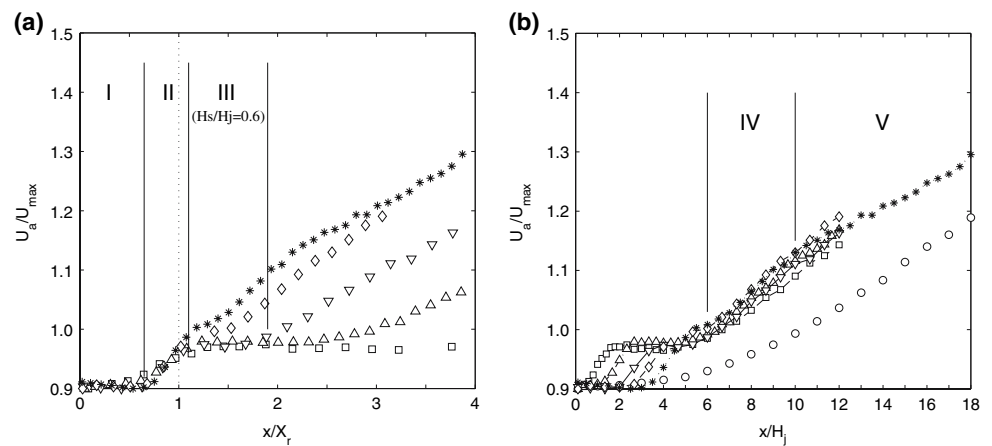 (a)
1.5
1.4
1.3
1.2
1.1
1.0
0.9
U_a/U_max
I
II
III
(Hs/Hj=0.6)
0
1
2
3
4
x/X_r
(b)
1.5
1.4
1.3
1.2
1.1
1.0
0.9
U_a/U_max
IV
V
0
2
4
6
8
10
12
14
16
18
x/H_j